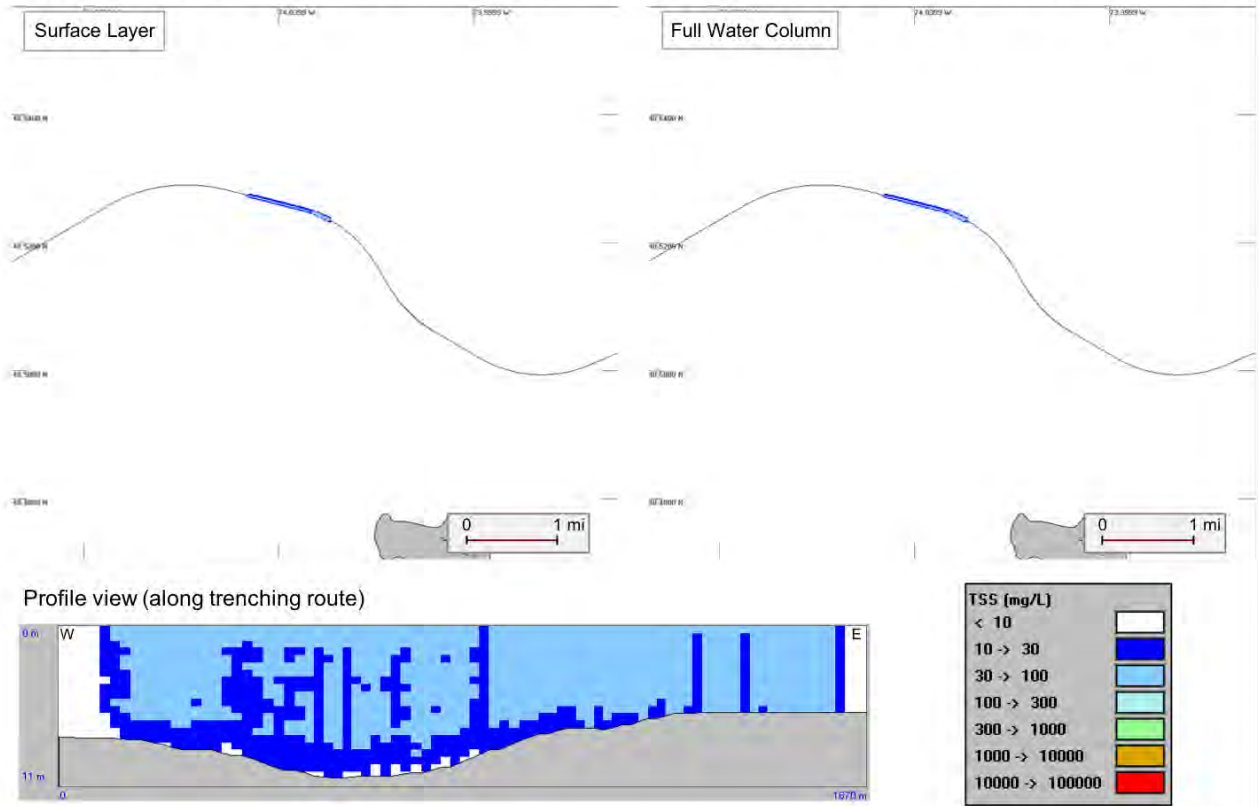 Surface Layer
Full Water Column
0 1 mi
0 1 mi
Profile view (along trenching route)
0 m
W
E
11 m
0
1670 m
TSS (mg/L)
< 10
10 -> 30
30 -> 100
100 -> 300
300 -> 1000
1000 -> 10000
10000 -> 100000